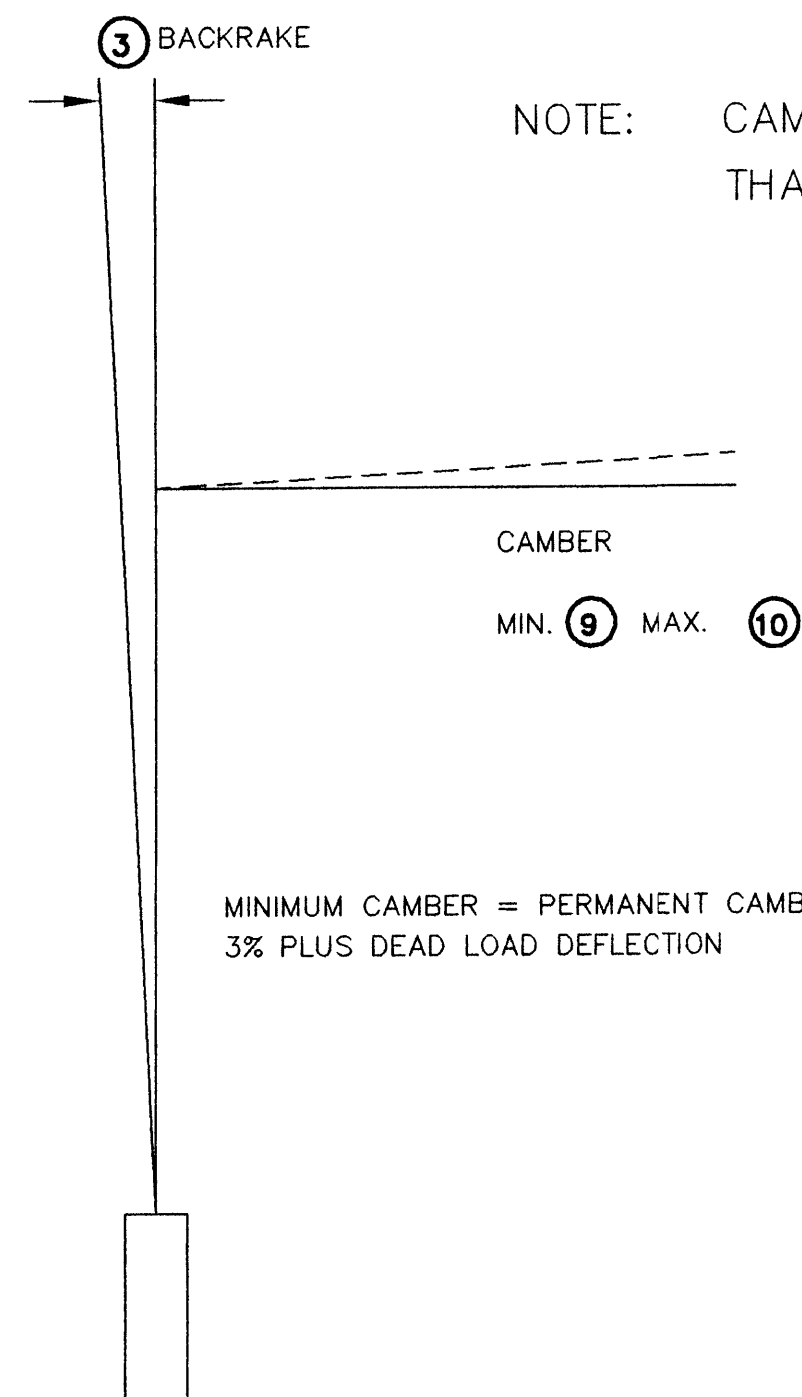 3 BACKRAKE
NOTE: CAM
THA
CAMBER
MIN. 9 MAX. 10
MINIMUM CAMBER = PERMANENT CAMB
3% PLUS DEAD LOAD DEFLECTION